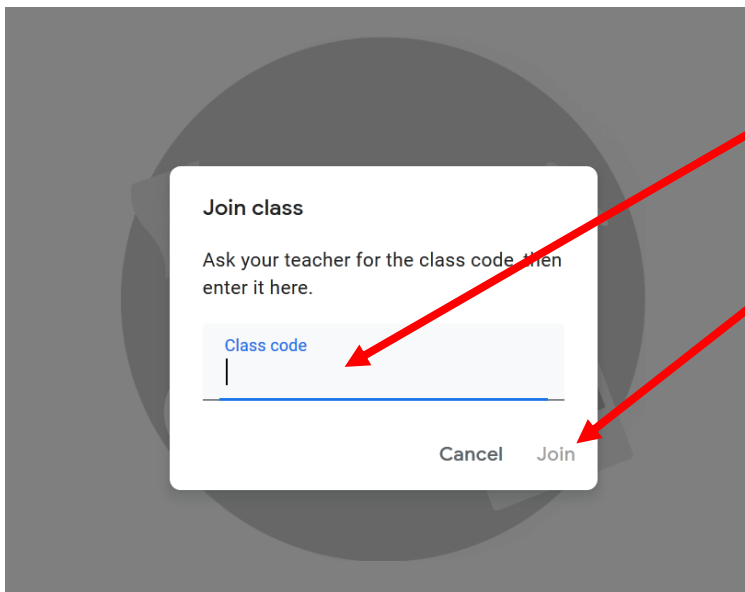 Join class
Ask your teacher for the class code, then
enter it here.
Class code
Cancel Join